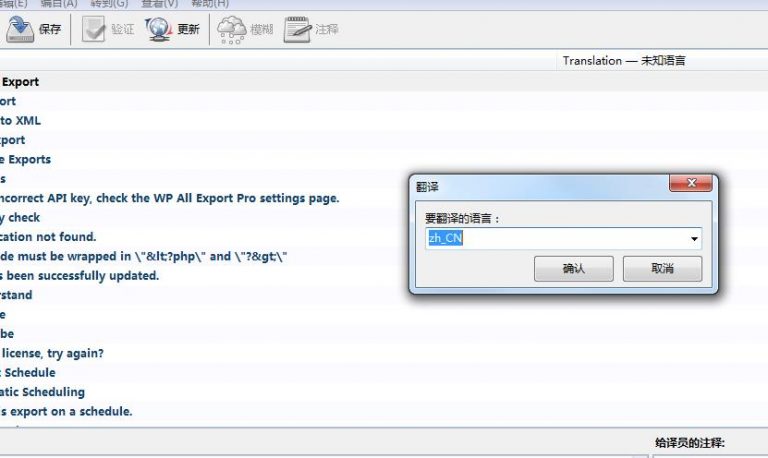 编目(A) 转到(G) 查看(V) 帮助(H)
保存 验证 更新 模糊 注释
Translation — 未知语言
Export
ort
to XML
xport
e Exports
s
ncorrect API key, check the WP All Export Pro settings page.
y check
cation not found.
de must be wrapped in \"&lt;?php\" and \"?&gt;\"
s been successfully updated.
rstand
e
be
license, try again?
c Schedule
atic Scheduling
is export on a schedule.
翻译
要翻译的语言：
zh_CN
确认 取消
给译员的注释: